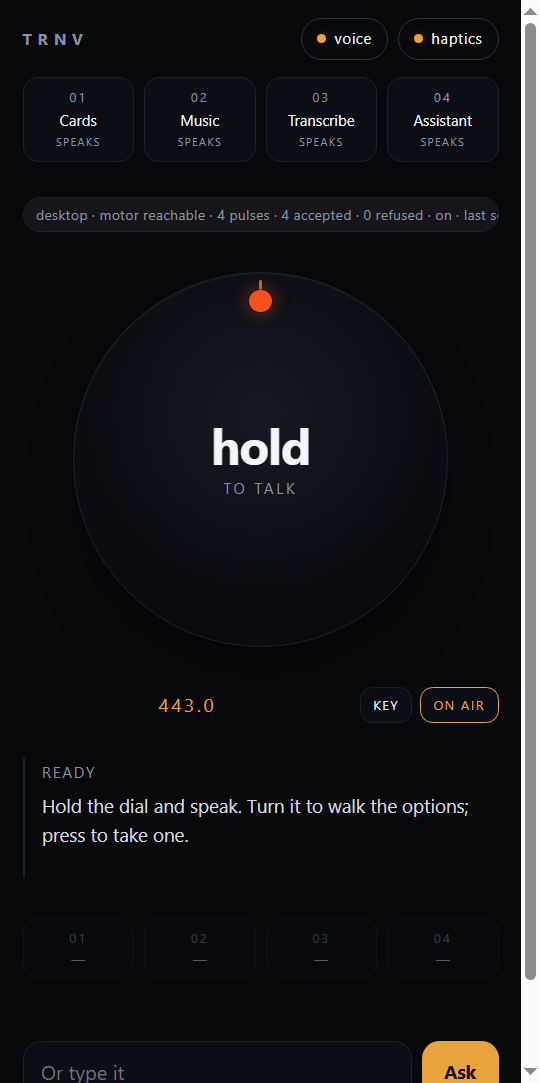 TRNV
voice
haptics
01
Cards
SPEAKS
02
Music
SPEAKS
03
Transcribe
SPEAKS
04
Assistant
SPEAKS
desktop · motor reachable · 4 pulses · 4 accepted · 0 refused · on · last
hold
TO TALK
443.0
KEY
ON AIR
READY
Hold the dial and speak. Turn it to walk the options;
press to take one.
01
—
02
—
03
—
04
—
Or type it
Ask